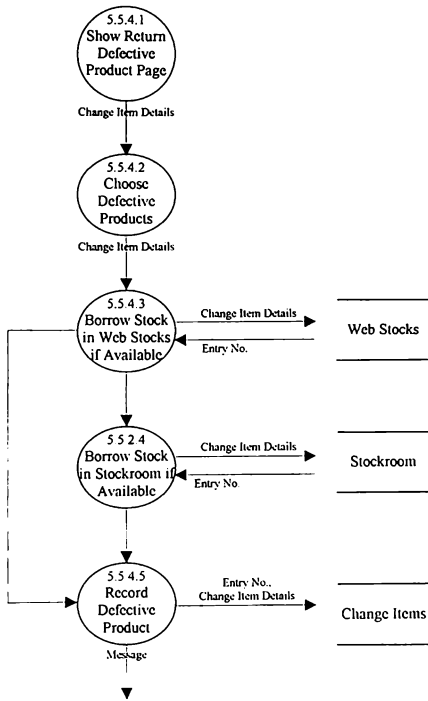 5.5.4.1
Show Return
Defective
Product Page
Change Item Details
5.5.4.2
Choose
Defective
Products
Change Item Details
5.5.4.3
Borrow Stock
in Web Stocks
if Available
Change Item Details
Entry No.
Web Stocks
5 5 2 4
Borrow Stock
in Stockroom if
Available
Change Item Details
Entry No.
Stockroom
5.5 4.5
Record
Defective
Product
Entry No.,
Change Item Details
Change Items
Message